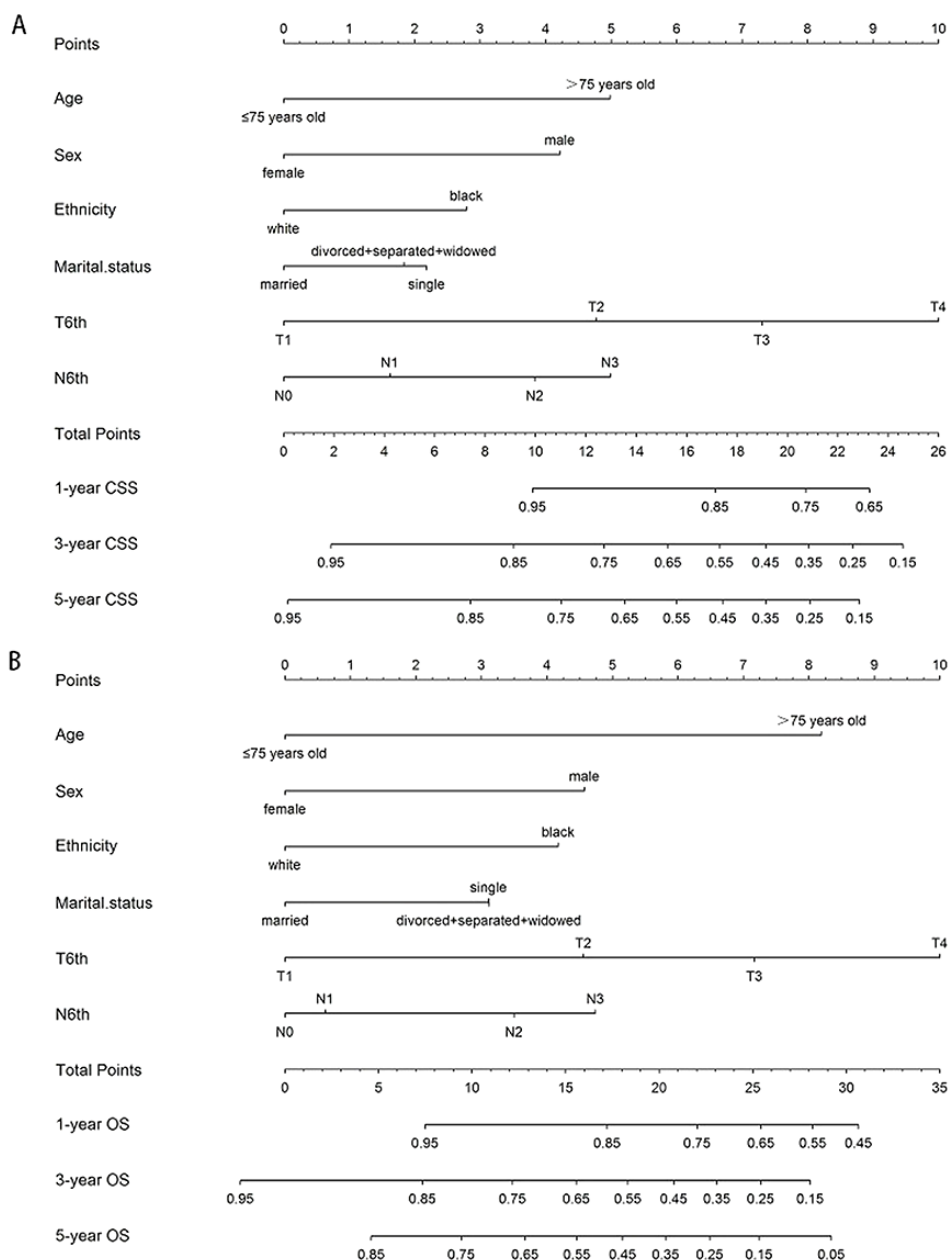 A
Points 0 1 2 3 4 5 6 7 8 9 10
Age ≤75 years old >75 years old
Sex female male
Ethnicity white black
Marital.status married divorced+separated+widowed single
T6th T1 T2 T3 T4
N6th N0 N1 N2 N3
Total Points 0 2 4 6 8 10 12 14 16 18 20 22 24 26
1-year CSS 0.95 0.85 0.75 0.65
3-year CSS 0.95 0.85 0.75 0.65 0.55 0.45 0.35 0.25 0.15
5-year CSS 0.95 0.85 0.75 0.65 0.55 0.45 0.35 0.25 0.15
B
Points 0 1 2 3 4 5 6 7 8 9 10
Age ≤75 years old >75 years old
Sex female male
Ethnicity white black
Marital.status married single divorced+separated+widowed
T6th T1 T2 T3 T4
N6th N0 N1 N2 N3
Total Points 0 5 10 15 20 25 30 35
1-year OS 0.95 0.85 0.75 0.65 0.55 0.45
3-year OS 0.95 0.85 0.75 0.65 0.55 0.45 0.35 0.25 0.15
5-year OS 0.85 0.75 0.65 0.55 0.45 0.35 0.25 0.15 0.05